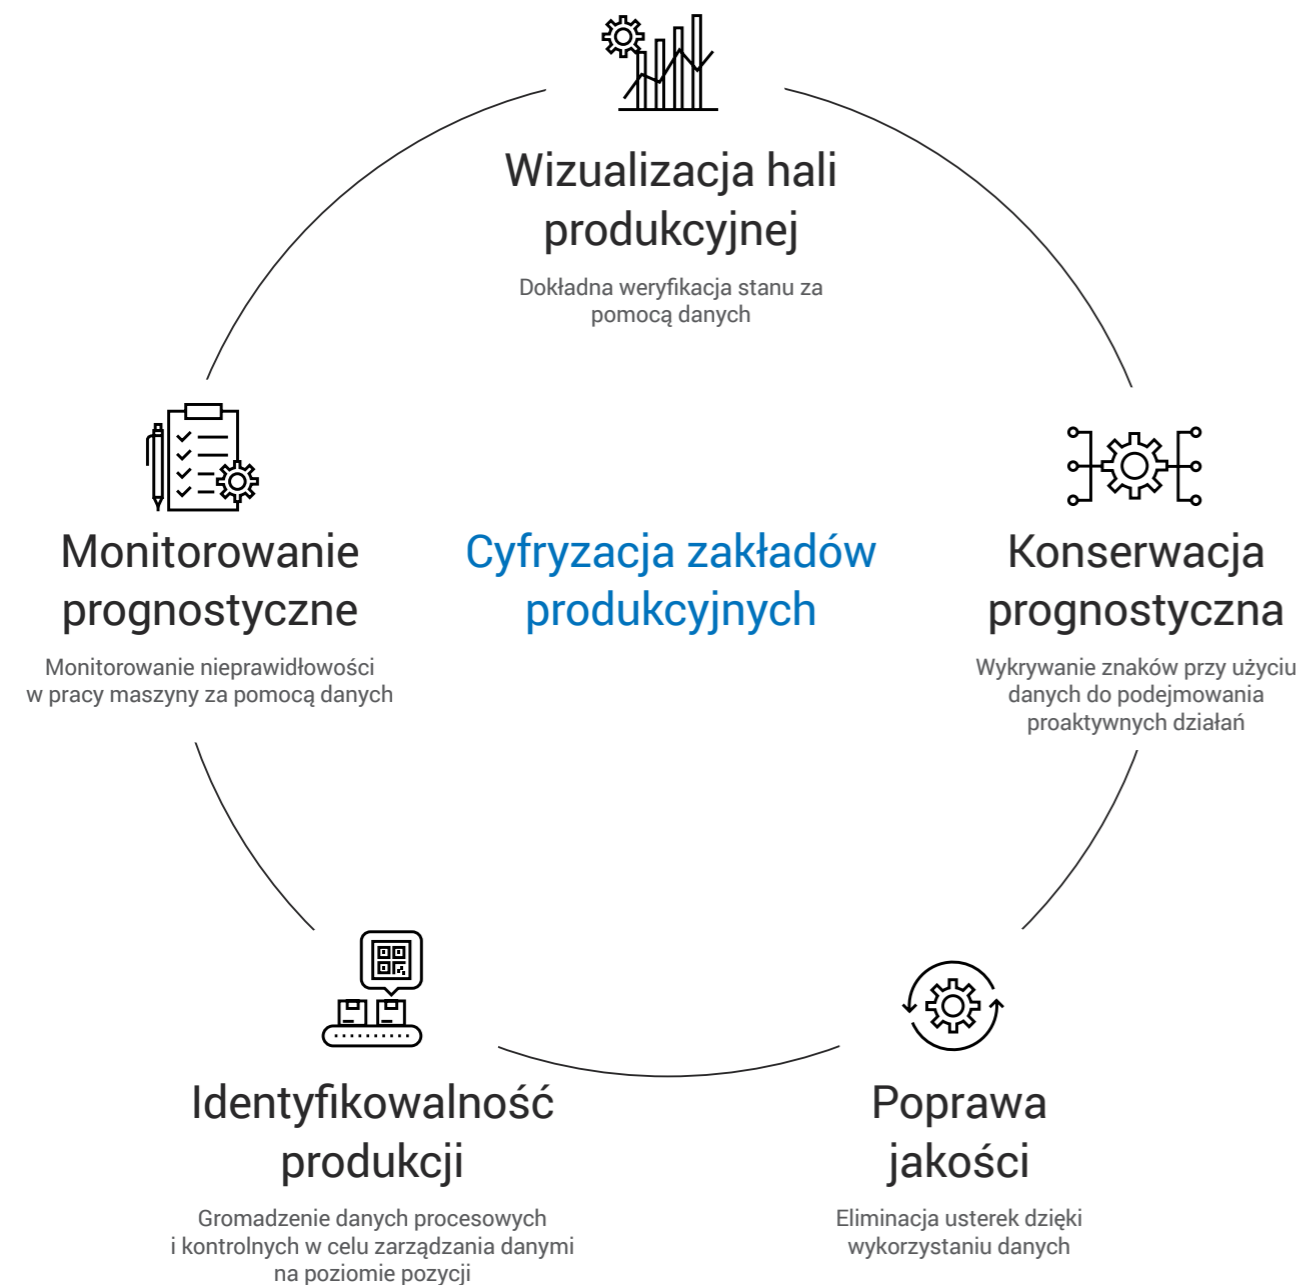 Wizualizacja hali
produkcyjnej
Dokładna weryfikacja stanu za
pomocą danych
Monitorowanie
prognostyczne
Monitorowanie nieprawidłowości
w pracy maszyny za pomocą danych
Cyfryzacja zakładów
produkcyjnych
Konserwacja
prognostyczna
Wykrywanie znaków przy użyciu
danych do podejmowania
proaktywnych działań
Identyfikowalność
produkcji
Gromadzenie danych procesowych
i kontrolnych w celu zarządzania danymi
na poziomie pozycji
Poprawa
jakości
Eliminacja usterek dzięki
wykorzystaniu danych